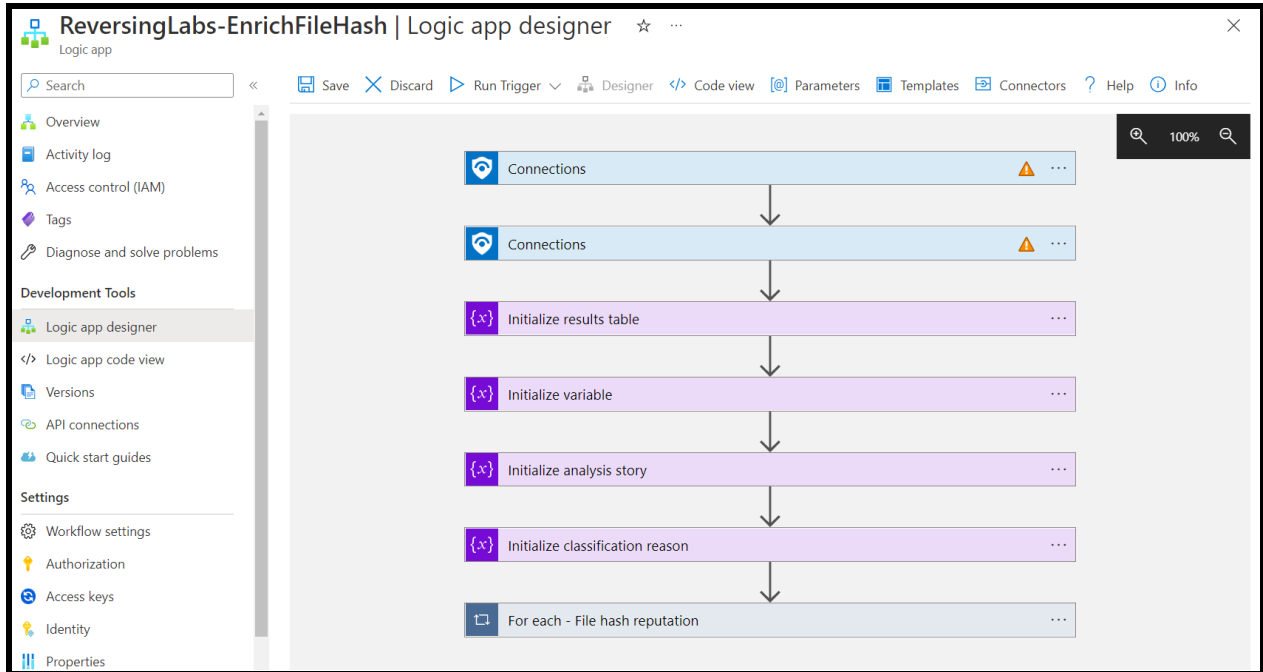 ReversingLabs-EnrichFileHash | Logic app designer
Logic app
Search
Save Discard Run Trigger Designer Code view Parameters Templates Connectors Help Info
Overview
Activity log
Access control (IAM)
Tags
Diagnose and solve problems
Development Tools
Logic app designer
Logic app code view
Versions
API connections
Quick start guides
Settings
Workflow settings
Authorization
Access keys
Identity
Properties
100%
Connections
Connections
{x} Initialize results table
{x} Initialize variable
{x} Initialize analysis story
{x} Initialize classification reason
For each - File hash reputation